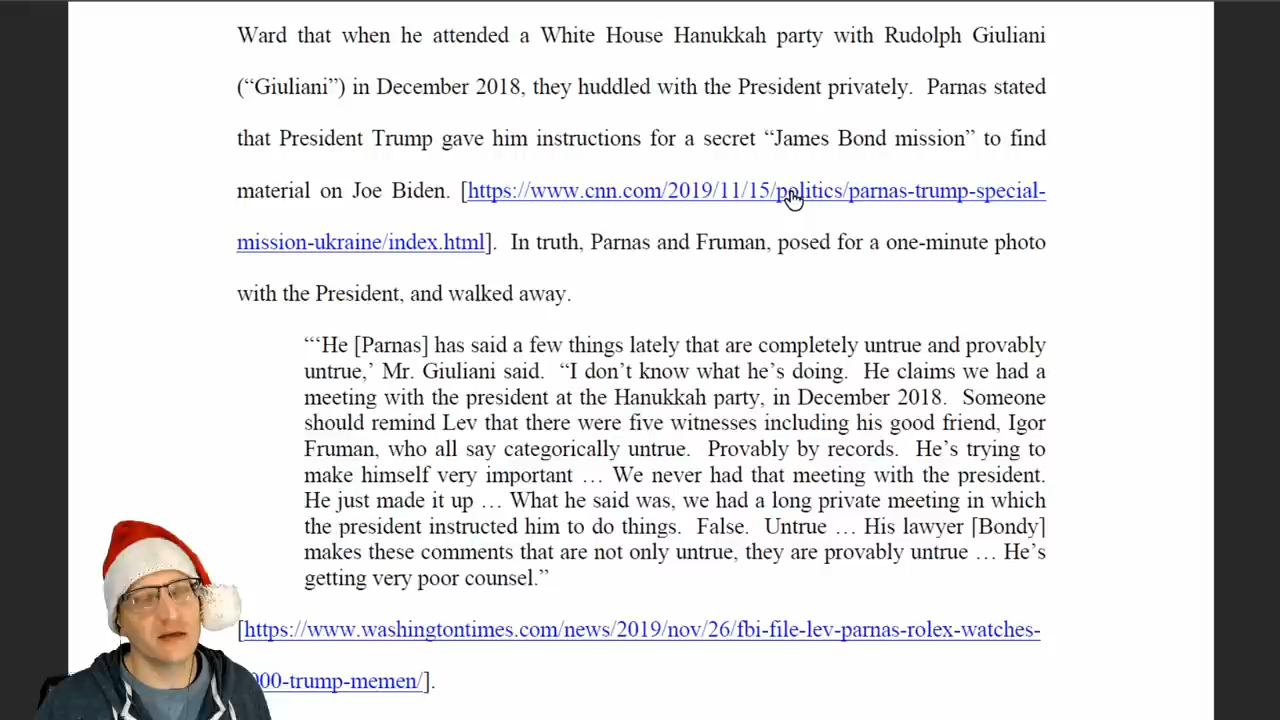 Ward that when he attended a White House Hanukkah party with Rudolph Giuliani
(“Giuliani”) in December 2018, they huddled with the President privately.  Parnas stated
that President Trump gave him instructions for a secret “James Bond mission” to find
material on Joe Biden. [https://www.cnn.com/2019/11/15/politics/parnas-trump-special-
mission-ukraine/index.html].  In truth, Parnas and Fruman, posed for a one-minute photo
with the President, and walked away.
“‘He [Parnas] has said a few things lately that are completely untrue and provably
untrue,’ Mr. Giuliani said.  “I don’t know what he’s doing.  He claims we had a
meeting with the president at the Hanukkah party, in December 2018.  Someone
should remind Lev that there were five witnesses including his good friend, Igor
Fruman, who all say categorically untrue.  Provably by records.  He’s trying to
make himself very important … We never had that meeting with the president.
He just made it up … What he said was, we had a long private meeting in which
the president instructed him to do things.  False.  Untrue … His lawyer [Bondy]
makes these comments that are not only untrue, they are provably untrue … He’s
getting very poor counsel.”
[https://www.washingtontimes.com/news/2019/nov/26/fbi-file-lev-parnas-rolex-watches-
000-trump-memen/].